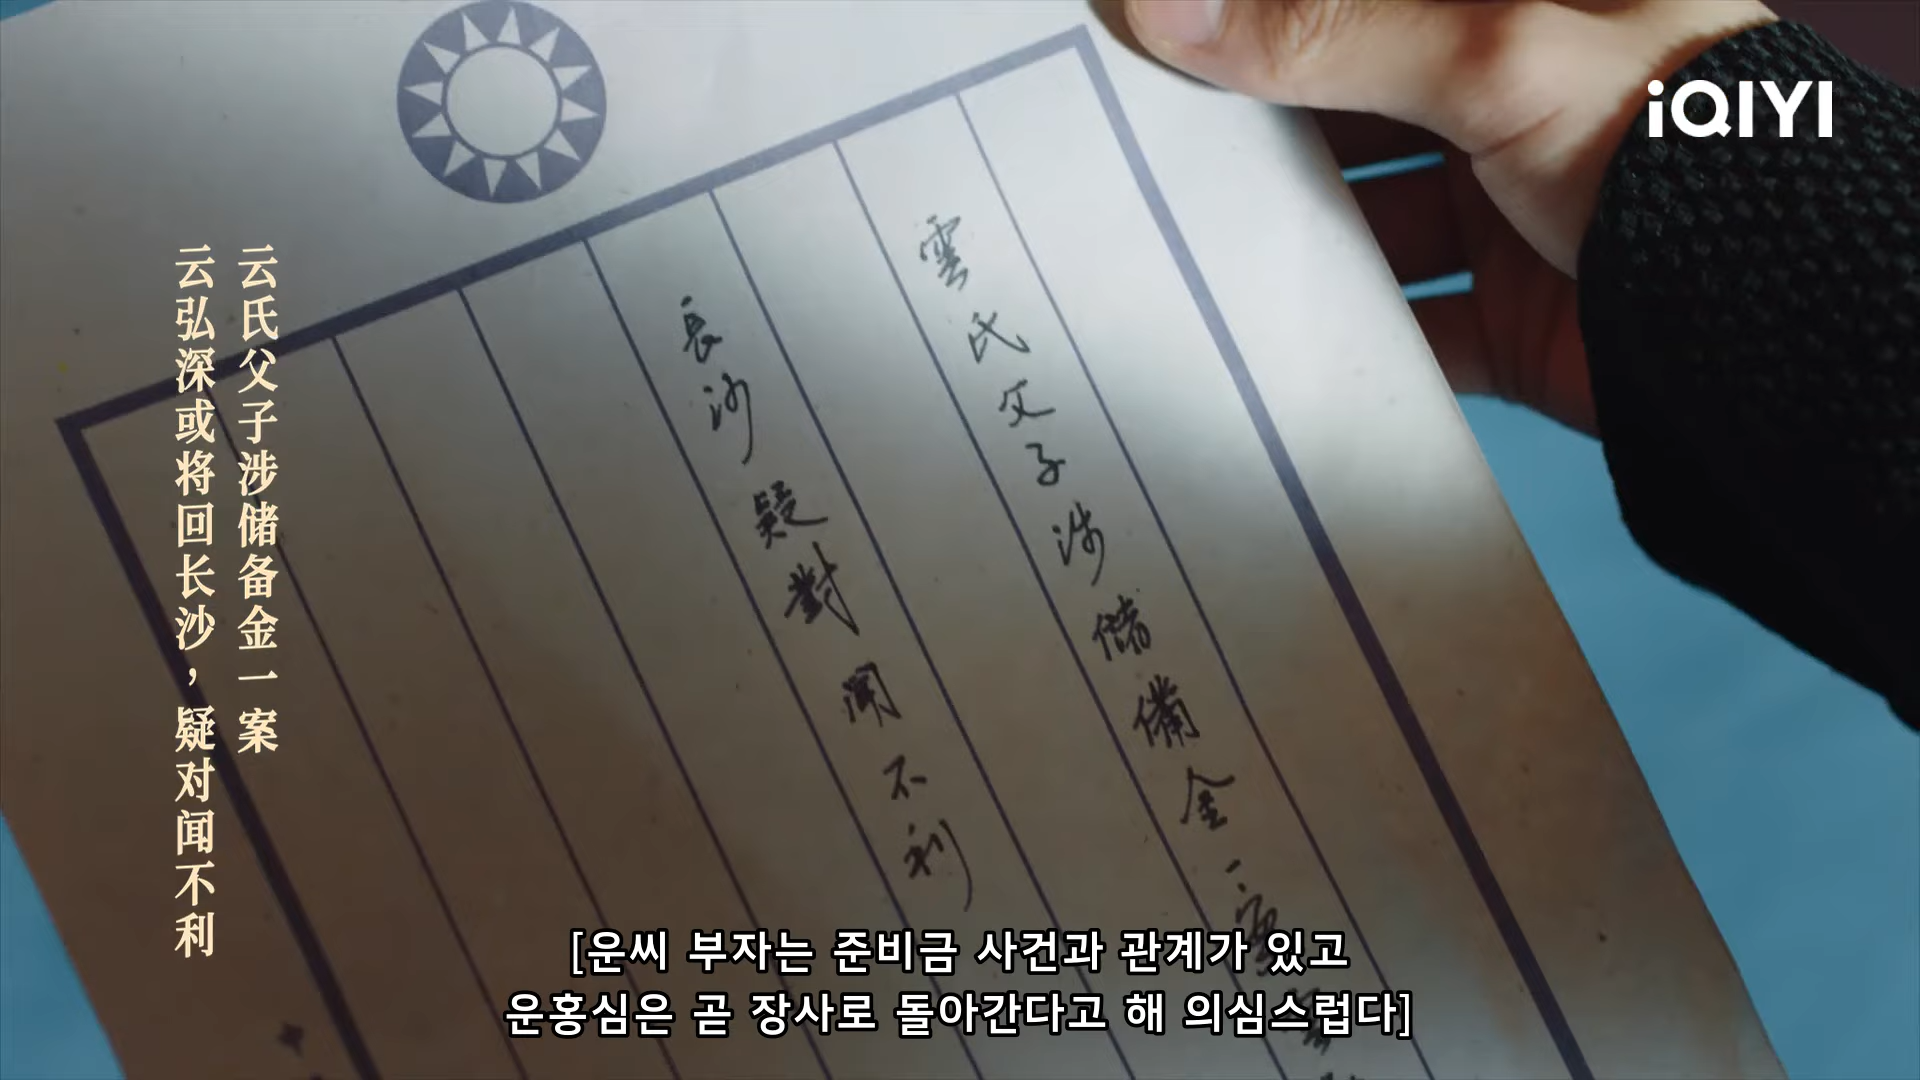 iQIYI
云氏父子涉储备金一案
云弘深或将回长沙，疑对闻不利
雲氏父子涉儲備金一案
長沙疑對聞不利
[운씨 부자는 준비금 사건과 관계가 있고
운홍심은 곧 장사로 돌아간다고 해 의심스럽다]